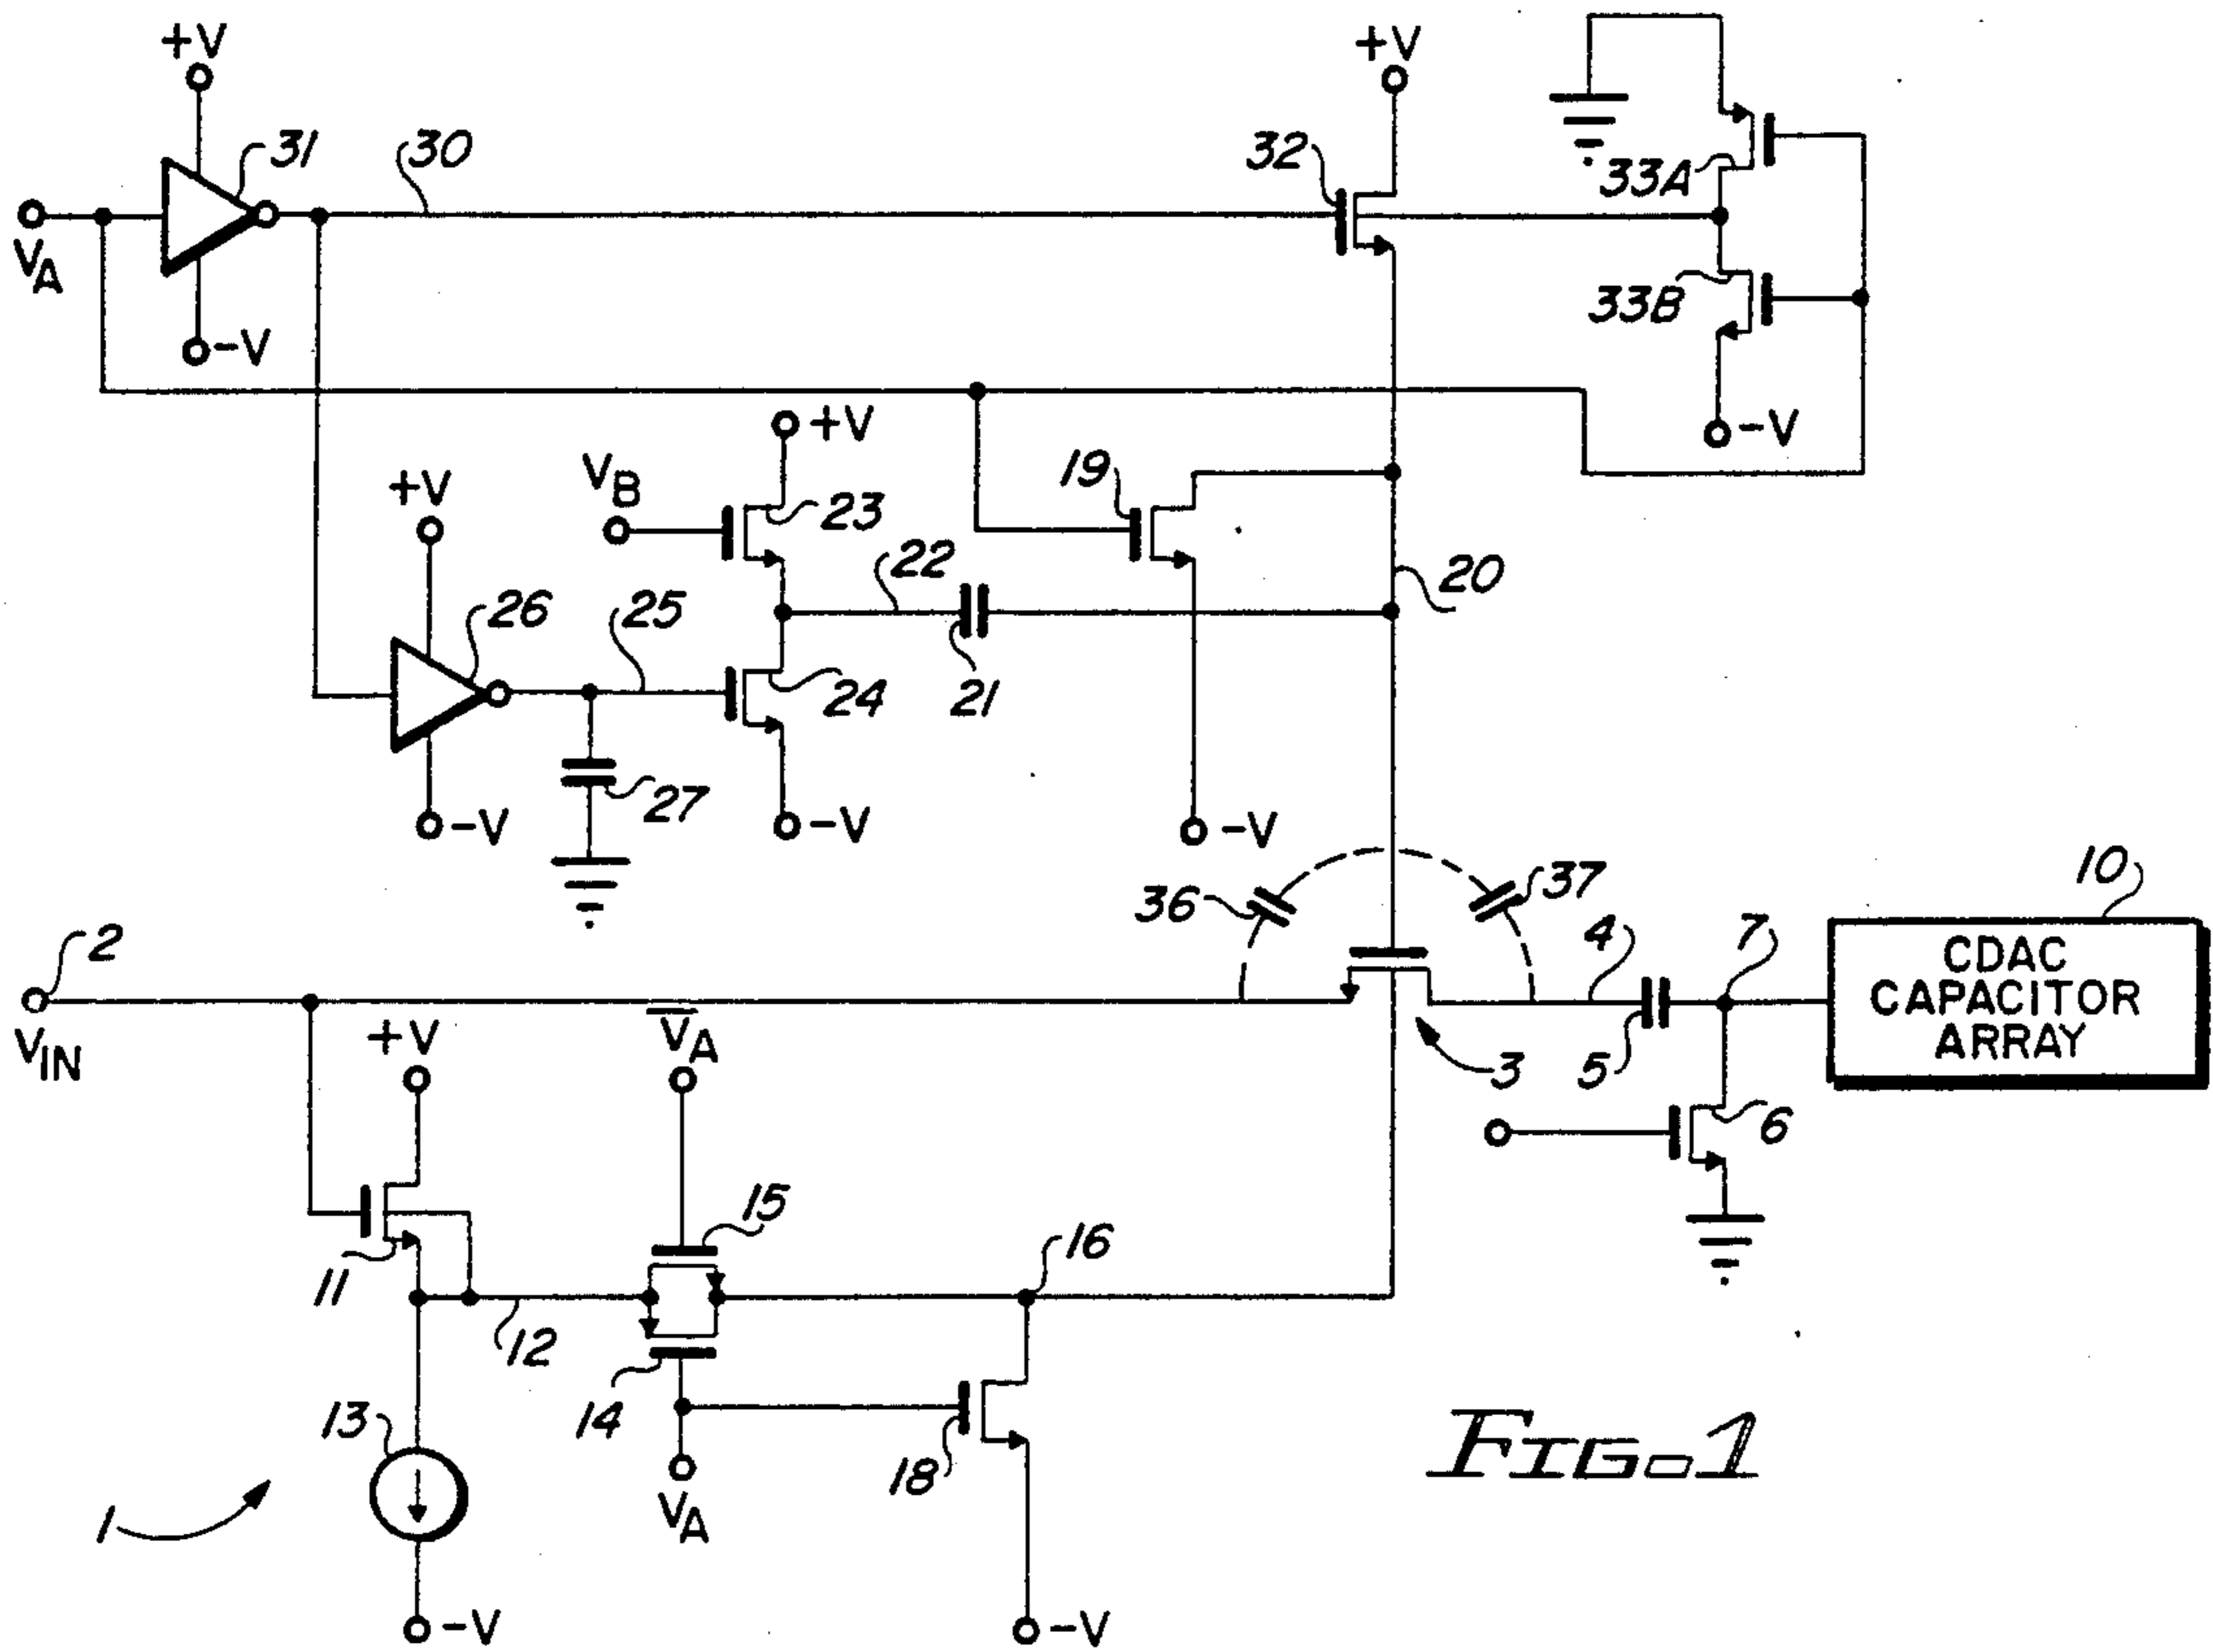 +V
+V
31
30
32
33A
VA
33B
-V
+V
-V
VB
19
+V
23
20
22
26
25
21
24
27
-V
-V
-V
37
10
36
2
4
7
CDAC
CAPACITOR
ARRAY
VIN
+V
V̅A
3
5
6
15
16
11
12
13
14
18
VA
FIG. 1
1
-V
-V